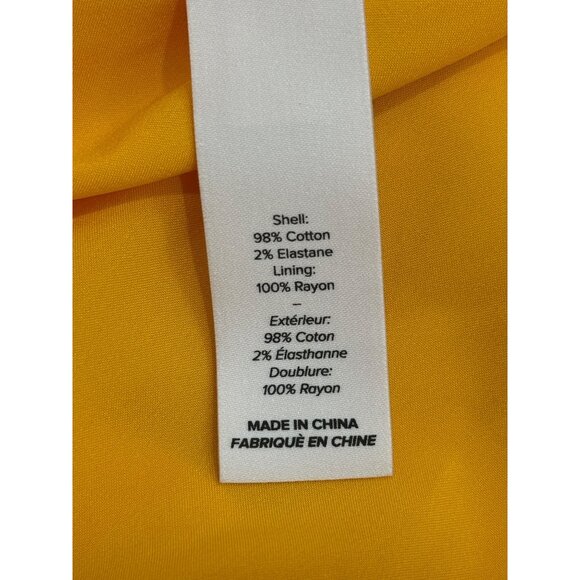 Shell:
98% Cotton
2% Elastane
Lining:
100% Rayon
–
Extérieur:
98% Coton
2% Élasthanne
Doublure:
100% Rayon
MADE IN CHINA
FABRIQUÈ EN CHINE